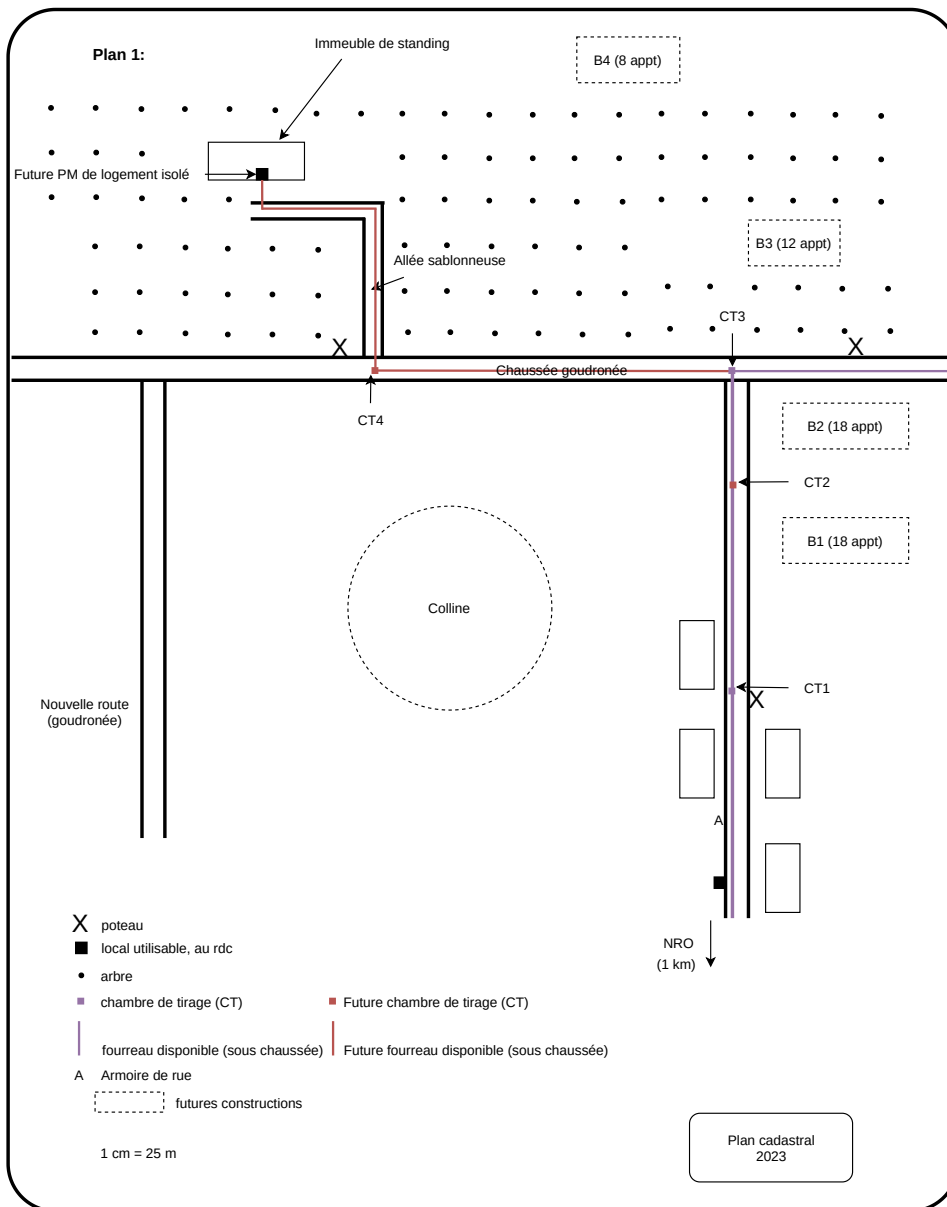 Plan 1:
Immeuble de standing
B4 (8 appt)
Future PM de logement isolé
B3 (12 appt)
Allée sablonneuse
CT3
X
X
Chaussée goudronée
CT4
B2 (18 appt)
CT2
B1 (18 appt)
Colline
CT1
X
Nouvelle route
(goudronée)
A
NRO
(1 km)
X poteau
local utilisable, au rdc
arbre
chambre de tirage (CT)
Future chambre de tirage (CT)
fourreau disponible (sous chaussée)
Future fourreau disponible (sous chaussée)
A Armoire de rue
futures constructions
1 cm = 25 m
Plan cadastral
2023